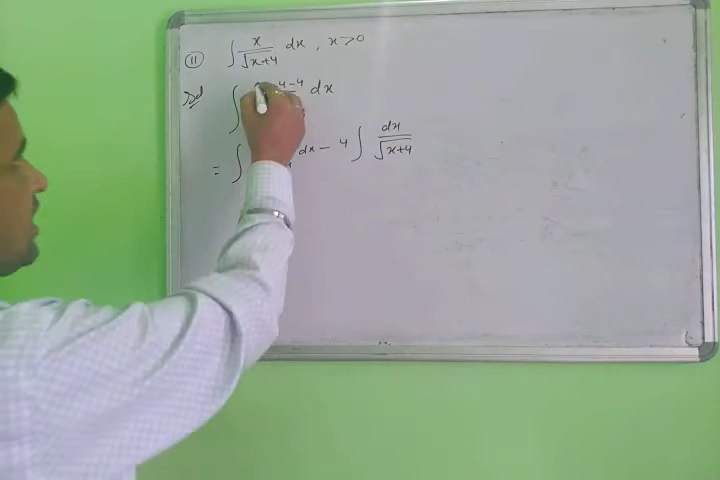 (11) ∫ x/√(x+4) dx, x>0
Sol ∫ 4-4 dx
= ∫ dx - 4 ∫ dx/√(x+4)